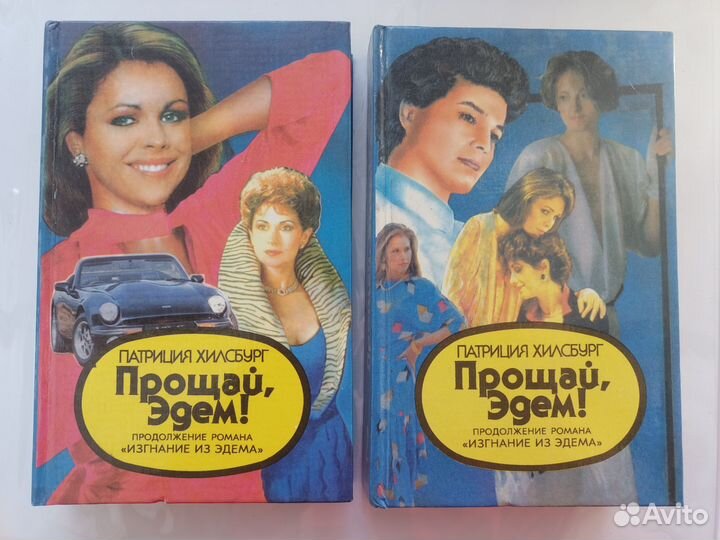 ПАТРИЦИЯ ХИЛСБУРГ
Прощай,
Эдем!
ПРОДОЛЖЕНИЕ РОМАНА
«ИЗГНАНИЕ ИЗ ЭДЕМА»
ПАТРИЦИЯ ХИЛСБУРГ
Прощай,
Эдем!
ПРОДОЛЖЕНИЕ РОМАНА
«ИЗГНАНИЕ ИЗ ЭДЕМА»
Avito